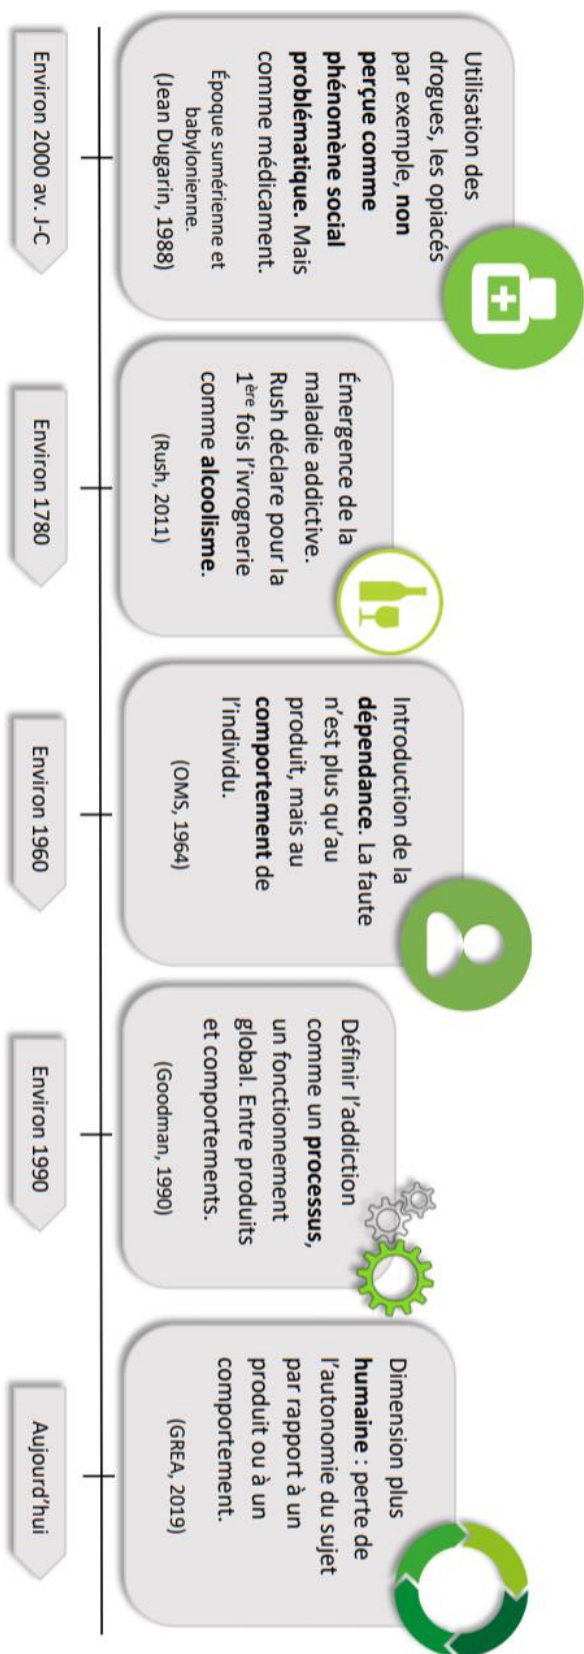 Utilisation des
drogues, les opiacés
par exemple, non
perçue comme
phénomène social
problématique. Mais
comme médicament.
Époque sumérienne et
babylonienne.
(Jean Dugarin, 1988)
Environ 2000 av. J-C
Émergence de la
maladie addictive.
Rush déclare pour la
1ère fois l'ivrognerie
comme alcoolisme.
(Rush, 2011)
Environ 1780
Introduction de la
dépendance. La faute
n'est plus qu'au
produit, mais au
comportement de
l'individu.
(OMS, 1964)
Environ 1960
Définir l'addiction
comme un processus,
un fonctionnement
global. Entre produits
et comportements.
(Goodman, 1990)
Environ 1990
Dimension plus
humaine : perte de
l'autonomie du sujet
par rapport à un
produit ou à un
comportement.
(GREA, 2019)
Aujourd'hui